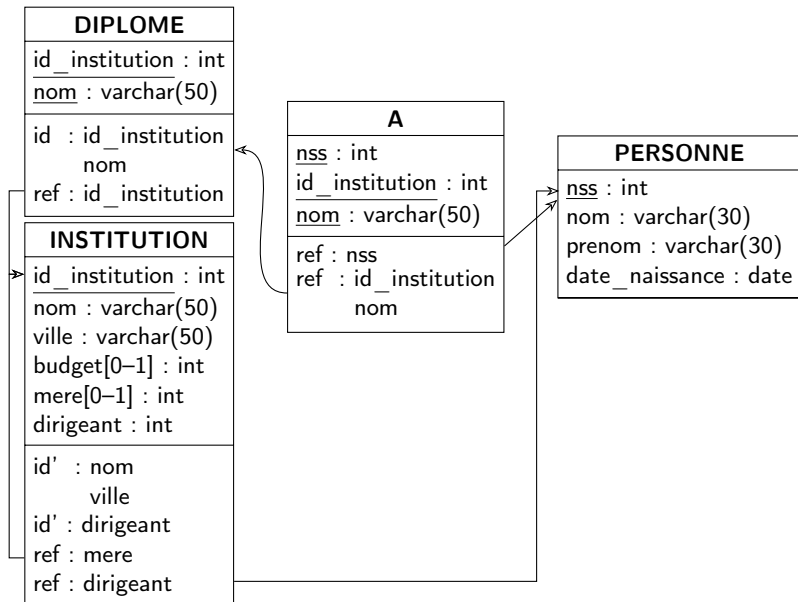 DIPLOME
id_institution : int
nom : varchar(50)
id : id_institution
nom
ref : id_institution
INSTITUTION
id_institution : int
nom : varchar(50)
ville : varchar(50)
budget[0–1] : int
mere[0–1] : int
dirigeant : int
id' : nom
ville
id' : dirigeant
ref : mere
ref : dirigeant
A
nss : int
id_institution : int
nom : varchar(50)
ref : nss
ref : id_institution
nom
PERSONNE
nss : int
nom : varchar(30)
prenom : varchar(30)
date_naissance : date